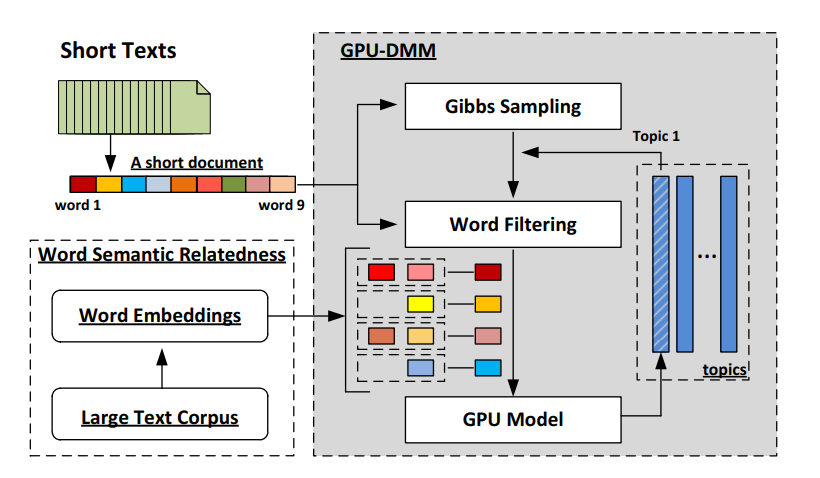 Short Texts
GPU-DMM
Gibbs Sampling
Topic 1
A short document
word 1
word 9
Word Filtering
Word Semantic Relatedness
Word Embeddings
...
topics
Large Text Corpus
GPU Model